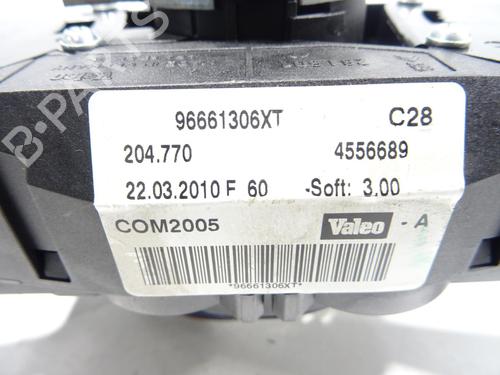 B-PARTS
96661306XT C28
204.770 4556689
22.03.2010 F 60 -Soft: 3.00
COM2005 Valeo - A
*96661306XT*